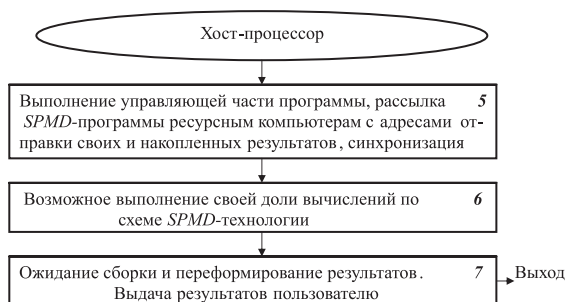 Хост-процессор
Выполнение управляющей части программы, рассылка 5
SPMD-программы ресурсным компьютерам с адресами от-
правки своих и накопленных результатов, синхронизация
Возможное выполнение своей доли вычислений по 6
схеме SPMD-технологии
Ожидание сборки и переформирование результатов. 7
Выдача результатов пользователю
Выход